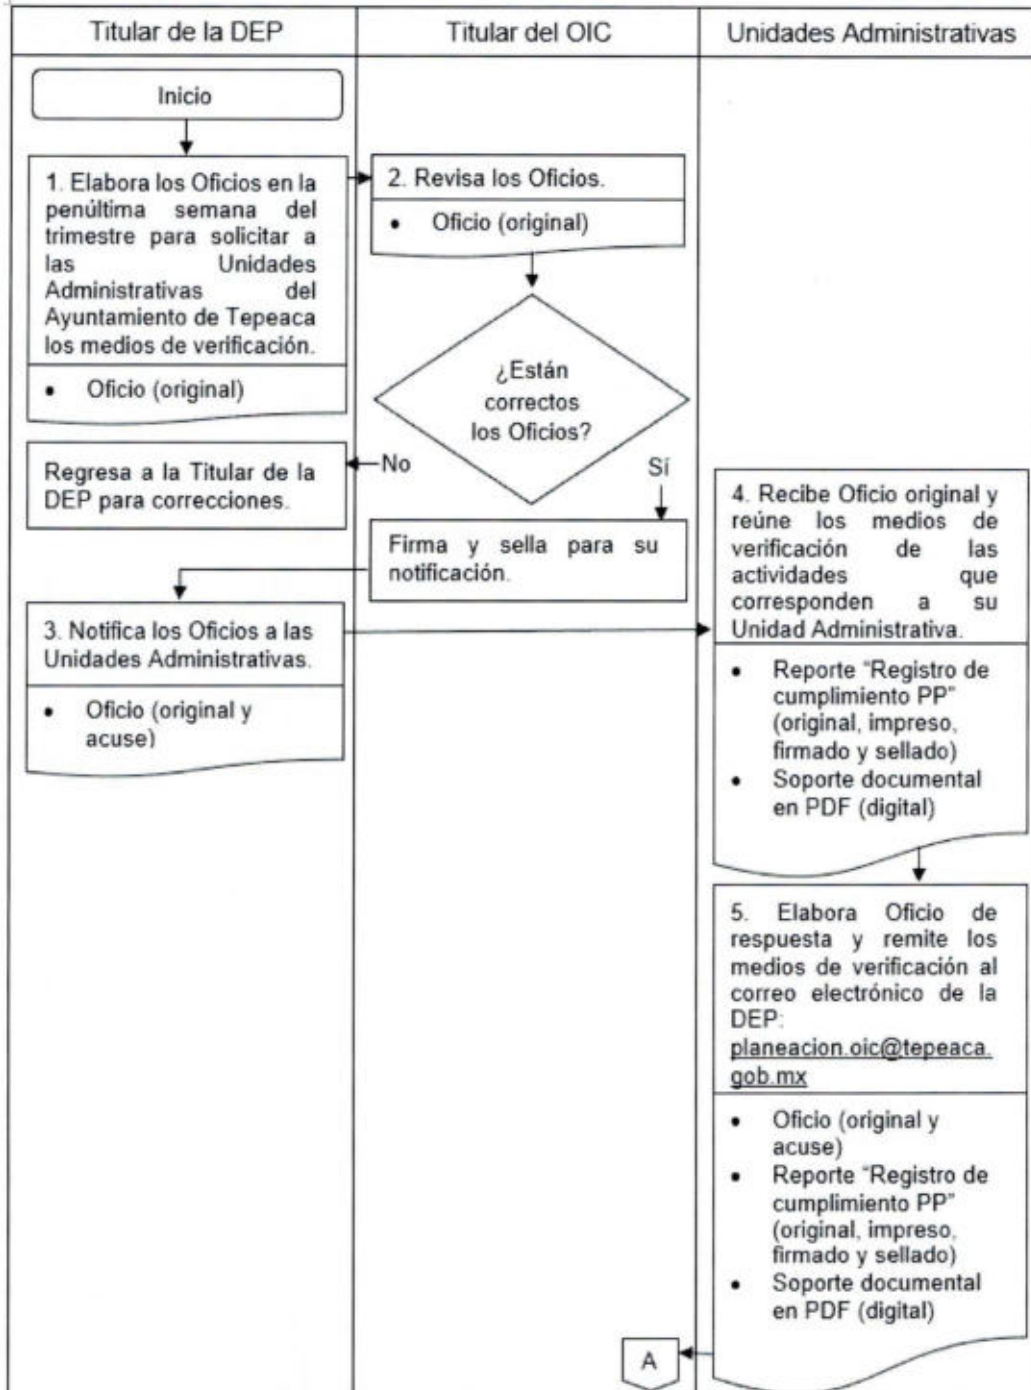 Titular de la DEP
Titular del OIC
Unidades Administrativas
Inicio
1. Elabora los Oficios en la
penúltima semana del
trimestre para solicitar a
las Unidades
Administrativas del
Ayuntamiento de Tepeaca
los medios de verificación.
• Oficio (original)
2. Revisa los Oficios.
• Oficio (original)
¿Están
correctos
los Oficios?
No
Sí
Regresa a la Titular de la
DEP para correcciones.
Firma y sella para su
notificación.
3. Notifica los Oficios a las
Unidades Administrativas.
• Oficio (original y
acuse)
4. Recibe Oficio original y
reúne los medios de
verificación de las
actividades que
corresponden a su
Unidad Administrativa.
• Reporte “Registro de
cumplimiento PP”
(original, impreso,
firmado y sellado)
• Soporte documental
en PDF (digital)
5. Elabora Oficio de
respuesta y remite los
medios de verificación al
correo electrónico de la
DEP:
planeacion.oic@tepeaca.
gob.mx
• Oficio (original y
acuse)
• Reporte “Registro de
cumplimiento PP”
(original, impreso,
firmado y sellado)
• Soporte documental
en PDF (digital)
A